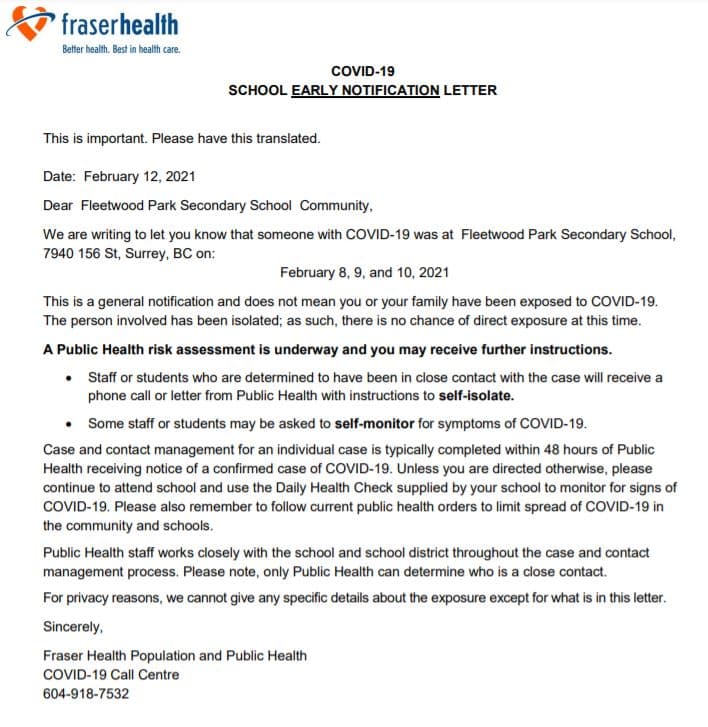 fraserhealth
Better health. Best in health care.
COVID-19
SCHOOL EARLY NOTIFICATION LETTER
This is important. Please have this translated.
Date: February 12, 2021
Dear Fleetwood Park Secondary School Community,
We are writing to let you know that someone with COVID-19 was at Fleetwood Park Secondary School,
7940 156 St, Surrey, BC on:
February 8, 9, and 10, 2021
This is a general notification and does not mean you or your family have been exposed to COVID-19.
The person involved has been isolated; as such, there is no chance of direct exposure at this time.
A Public Health risk assessment is underway and you may receive further instructions.
• Staff or students who are determined to have been in close contact with the case will receive a
phone call or letter from Public Health with instructions to self-isolate.
• Some staff or students may be asked to self-monitor for symptoms of COVID-19.
Case and contact management for an individual case is typically completed within 48 hours of Public
Health receiving notice of a confirmed case of COVID-19. Unless you are directed otherwise, please
continue to attend school and use the Daily Health Check supplied by your school to monitor for signs of
COVID-19. Please also remember to follow current public health orders to limit spread of COVID-19 in
the community and schools.
Public Health staff works closely with the school and school district throughout the case and contact
management process. Please note, only Public Health can determine who is a close contact.
For privacy reasons, we cannot give any specific details about the exposure except for what is in this letter.
Sincerely,
Fraser Health Population and Public Health
COVID-19 Call Centre
604-918-7532